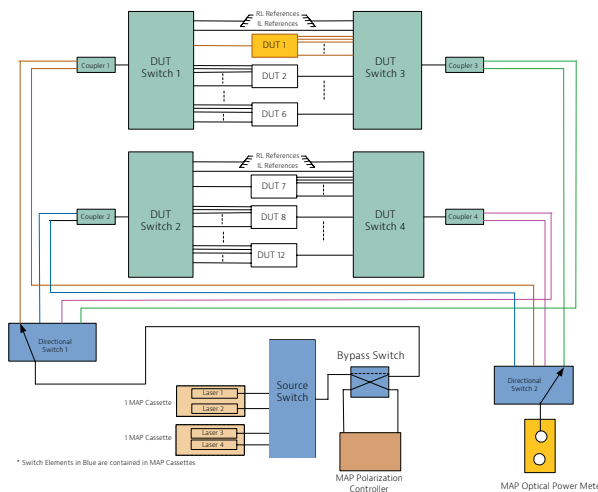 RL References
IL References
DUT 1
DUT
Switch 1
DUT
Switch 3
Coupler 1
Coupler 3
DUT 2
DUT 6
RL References
IL References
DUT 7
DUT
Switch 2
DUT
Switch 4
Coupler 2
Coupler 4
DUT 8
DUT 12
Directional
Switch 1
Bypass Switch
Source
Switch
Directional
Switch 2
Laser 1
1 MAP Cassette
Laser 2
Laser 3
1 MAP Cassette
Laser 4
* Switch Elements in Blue are contained in MAP Cassettes
MAP Polarization
Controller
MAP Optical Power Mete